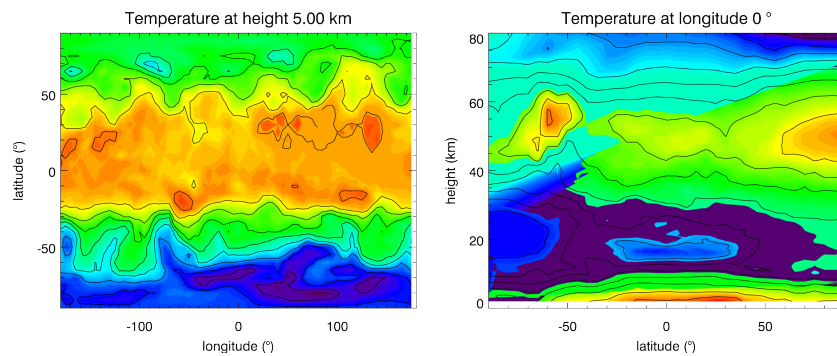 Temperature at height 5.00 km
latitude (°)
50
0
-50
-100
0
100
longitude (°)
Temperature at longitude 0 °
height (km)
80
60
40
20
0
-50
0
50
latitude (°)